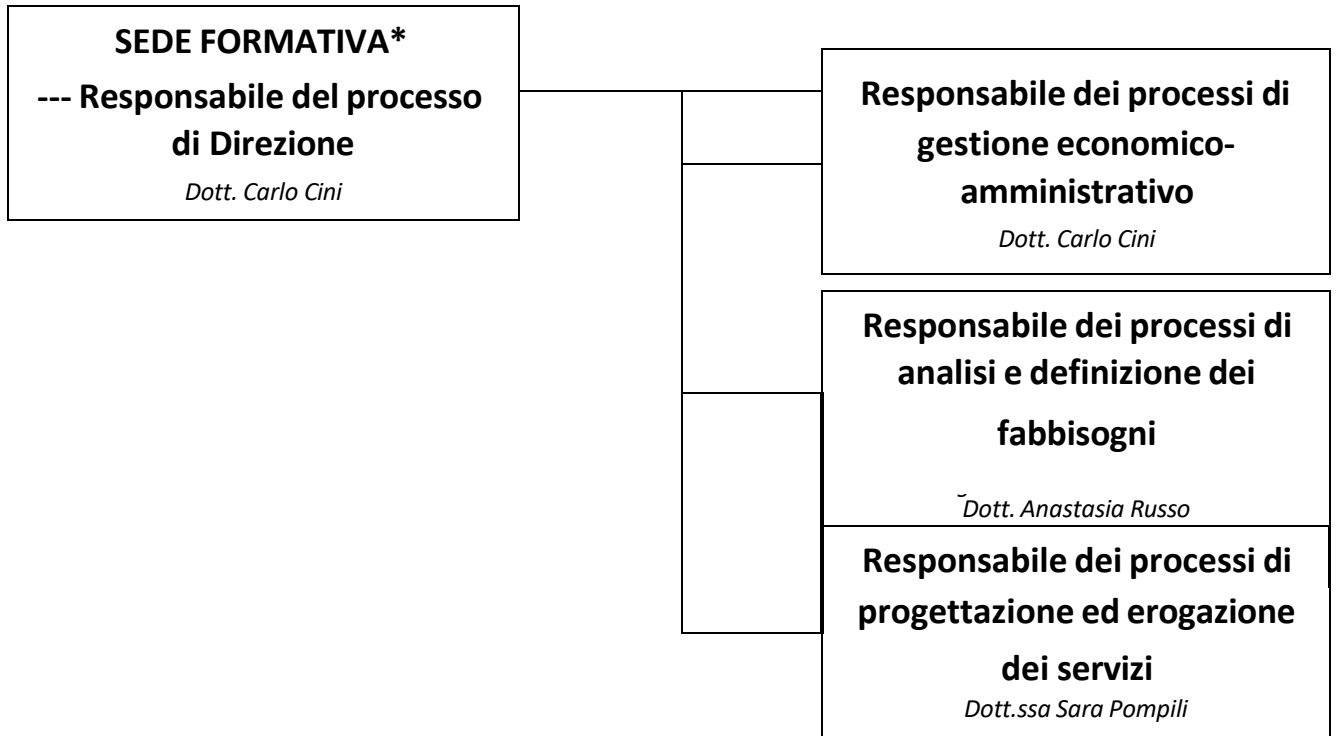 SEDE FORMATIVA*
--- Responsabile del processo
di Direzione
Dott. Carlo Cini
Responsabile dei processi di
gestione economico-
amministrativo
Dott. Carlo Cini
Responsabile dei processi di
analisi e definizione dei
fabbisogni
Dott. Anastasia Russo
Responsabile dei processi di
progettazione ed erogazione
dei servizi
Dott.ssa Sara Pompili